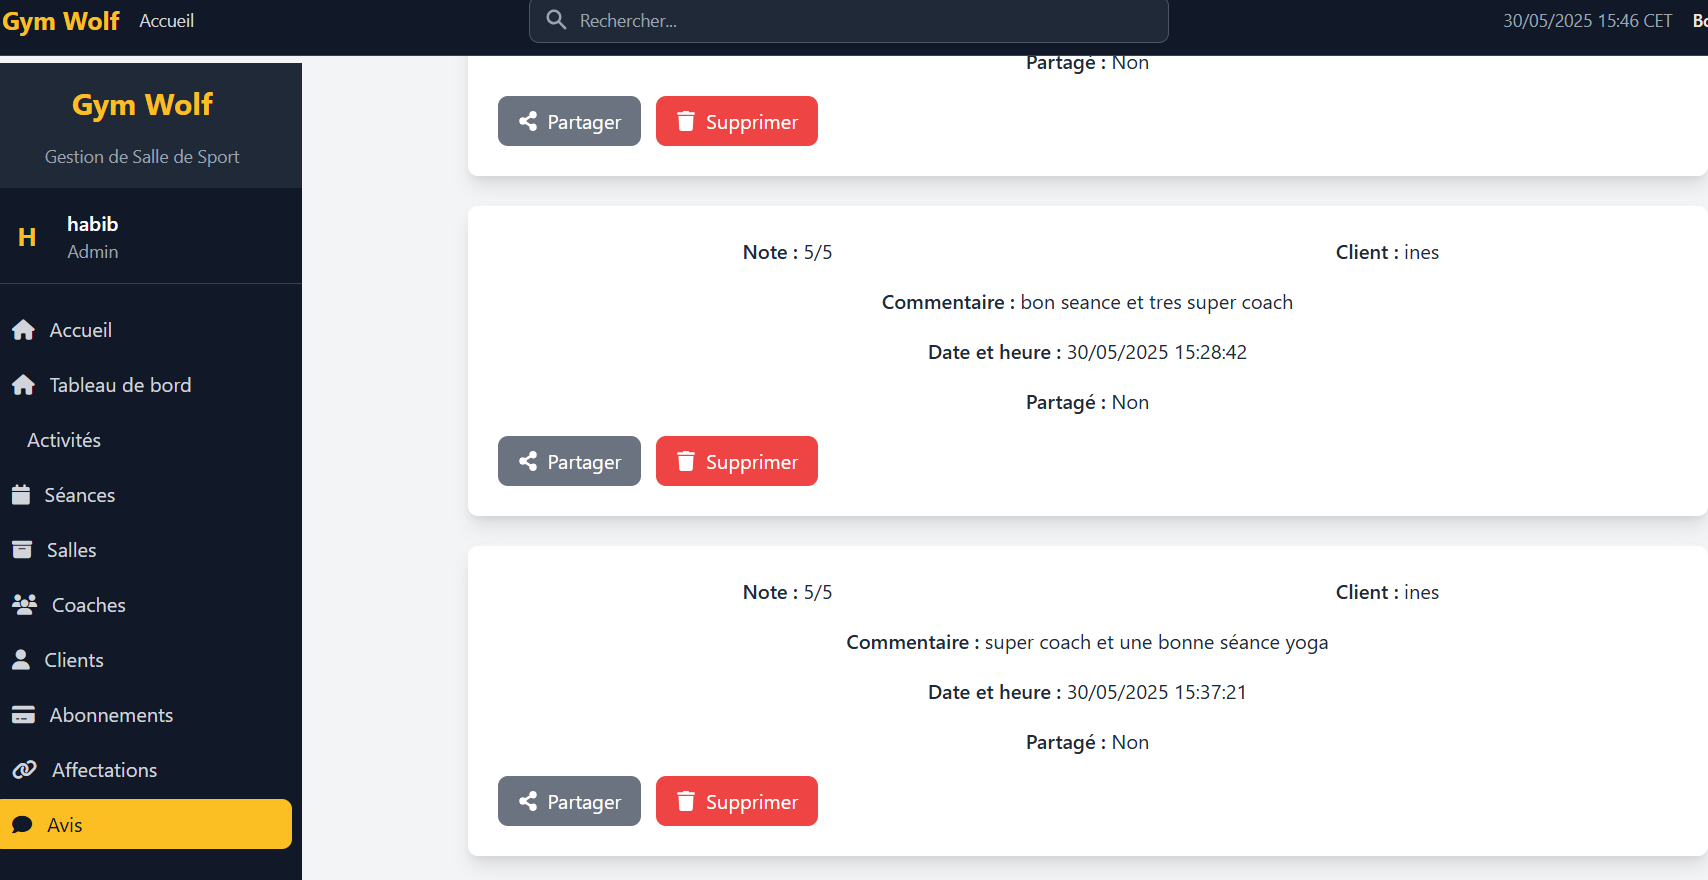 Gym Wolf Accueil Rechercher... 30/05/2025 15:46 CET
Gym Wolf
Gestion de Salle de Sport
H habib
Admin
Accueil
Tableau de bord
Activités
Séances
Salles
Coaches
Clients
Abonnements
Affectations
Avis
Partagé : Non
Partager Supprimer
Note : 5/5 Client : ines
Commentaire : bon seance et tres super coach
Date et heure : 30/05/2025 15:28:42
Partagé : Non
Partager Supprimer
Note : 5/5 Client : ines
Commentaire : super coach et une bonne séance yoga
Date et heure : 30/05/2025 15:37:21
Partagé : Non
Partager Supprimer